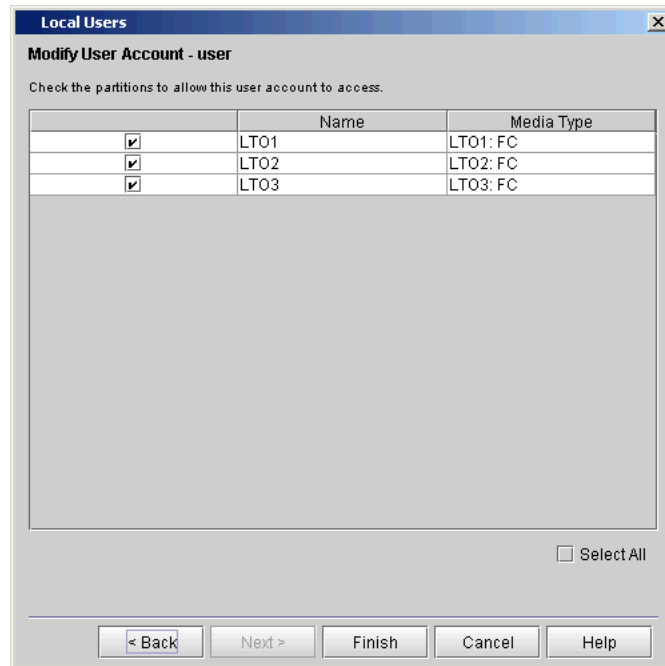 Local Users
Modify User Account - user
Check the partitions to allow this user account to access.
Name Media Type
LTO1 LTO1: FC
LTO2 LTO2: FC
LTO3 LTO3: FC
Select All
< Back Next > Finish Cancel Help